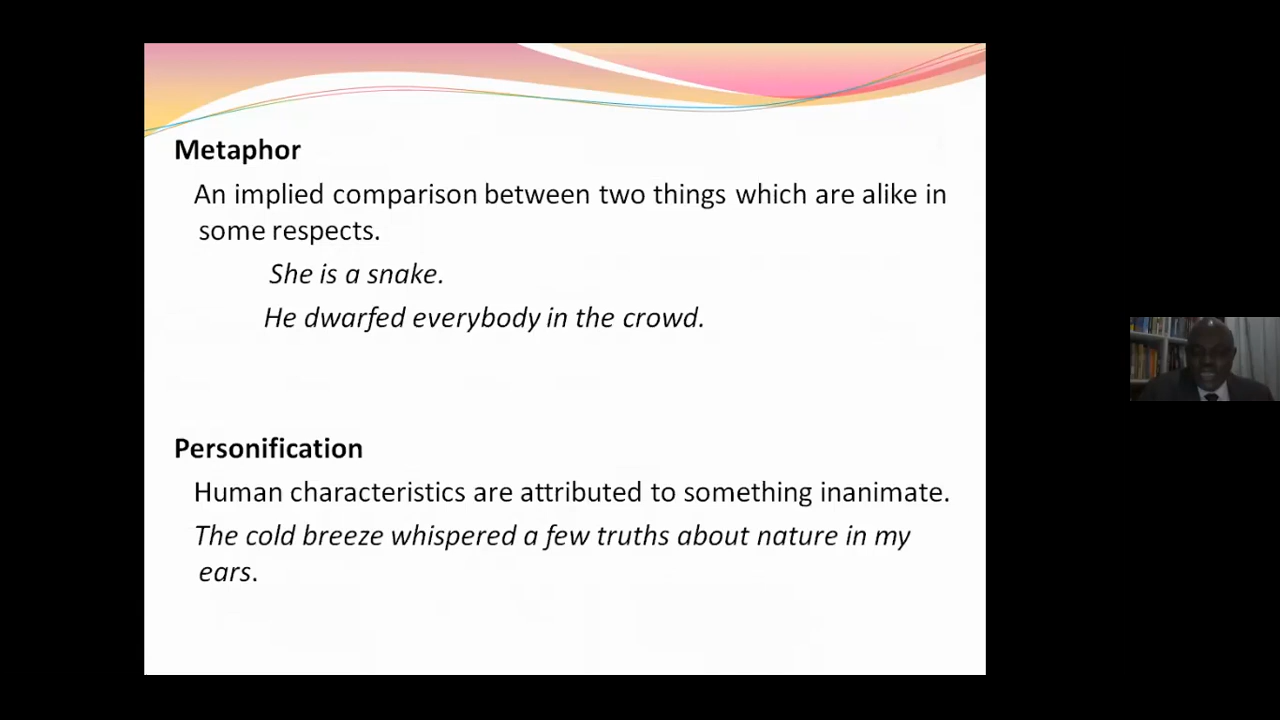 Metaphor
An implied comparison between two things which are alike in
some respects.
She is a snake.
He dwarfed everybody in the crowd.
Personification
Human characteristics are attributed to something inanimate.
The cold breeze whispered a few truths about nature in my
ears.